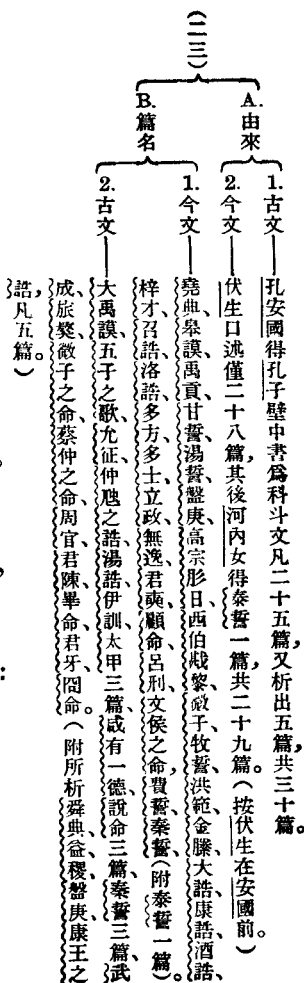 (二三)
A.由來
1.古文——孔安國得孔子壁中書爲科斗文凡二十五篇,又析出五篇,共三十篇。
2.今文——伏生口述僅二十八篇,其後河內女得泰誓一篇,共二十九篇。(按伏生在安國前。)
B.篇名
1.今文——堯典、皋謨、禹貢、甘誓、湯誓、盤庚、高宗肜日、西伯戡黎、微子、牧誓、洪範、金縢、大誥、康誥、酒誥、
梓才、召誥、洛誥、多方、多士、立政、無逸、君奭、顧命、呂刑、文侯之命、費誓、秦誓、(附泰誓一篇)。
2.古文——大禹謨、五子之歌、允征、仲虺之誥、湯誥、伊訓、太甲三篇、咸有一德、說命三篇、泰誓三篇、武
成、旅獒、微子之命、蔡仲之命、周官、君陳、畢命、君牙、冏命。(附所析舜典、益稷、盤庚、康王之
誥,凡五篇。)